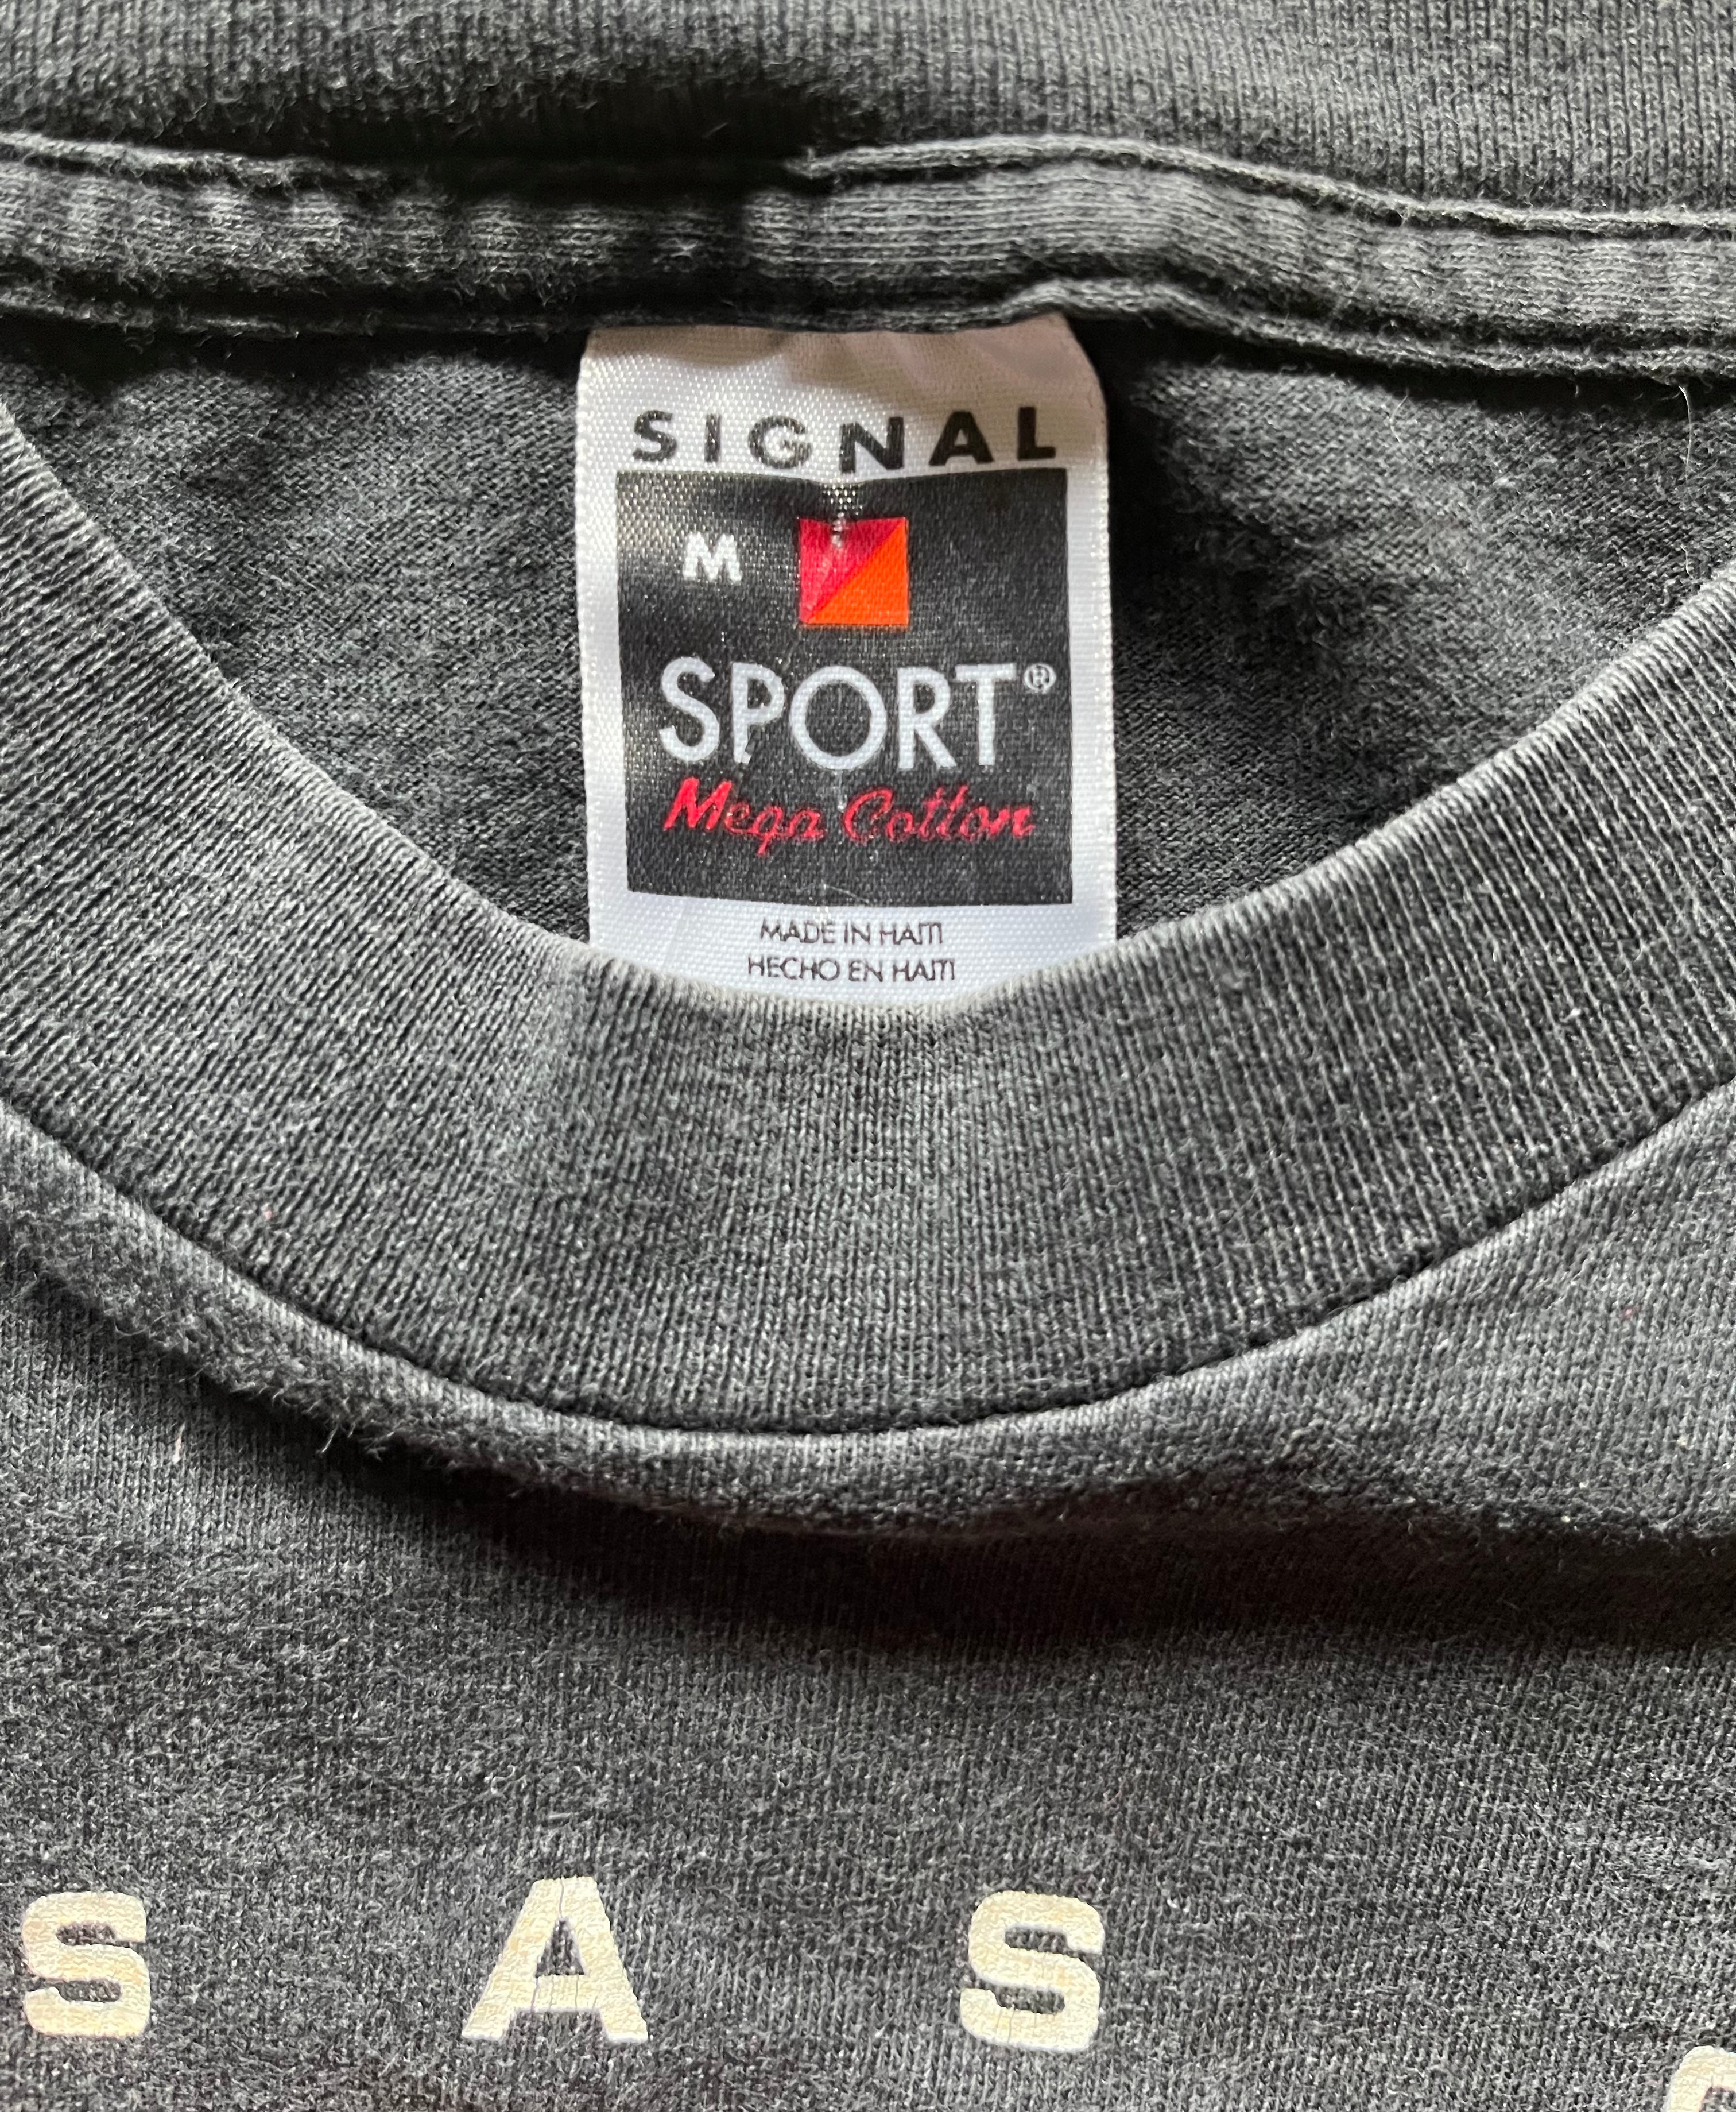 SIGNAL
M
SPORT®
Mega Cotton
MADE IN HAITI
HECHO EN HAITI
S A S